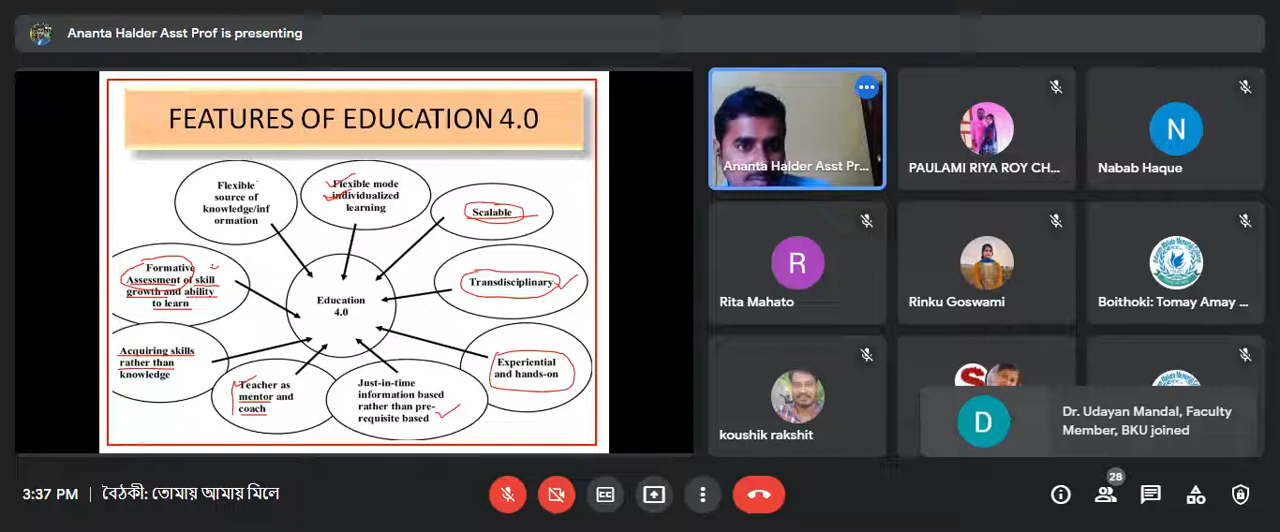 Ananta Halder Asst Prof is presenting
FEATURES OF EDUCATION 4.0
Flexible
source of
knowledge/inf
ormation
Flexible mode
individualized
learning
Scalable
Formative
Assessment of skill
growth and ability
to learn
Transdisciplinary
Education
4.0
Acquiring skills
rather than
knowledge
Experiential
and hands-on
Teacher as
mentor and
coach
Just-in-time
information based
rather than pre-
requisite based
Ananta Halder Asst Pr...
PAULAMI RIYA ROY CH...
N
Nabab Haque
R
Rita Mahato
Rinku Goswami
Boithoki: Tomay Amay ...
koushik rakshit
S
D
Dr. Udayan Mandal, Faculty
Member, BKU joined
3:37 PM | বৈঠকী: তোমায় আমায় মিলে
CC
28